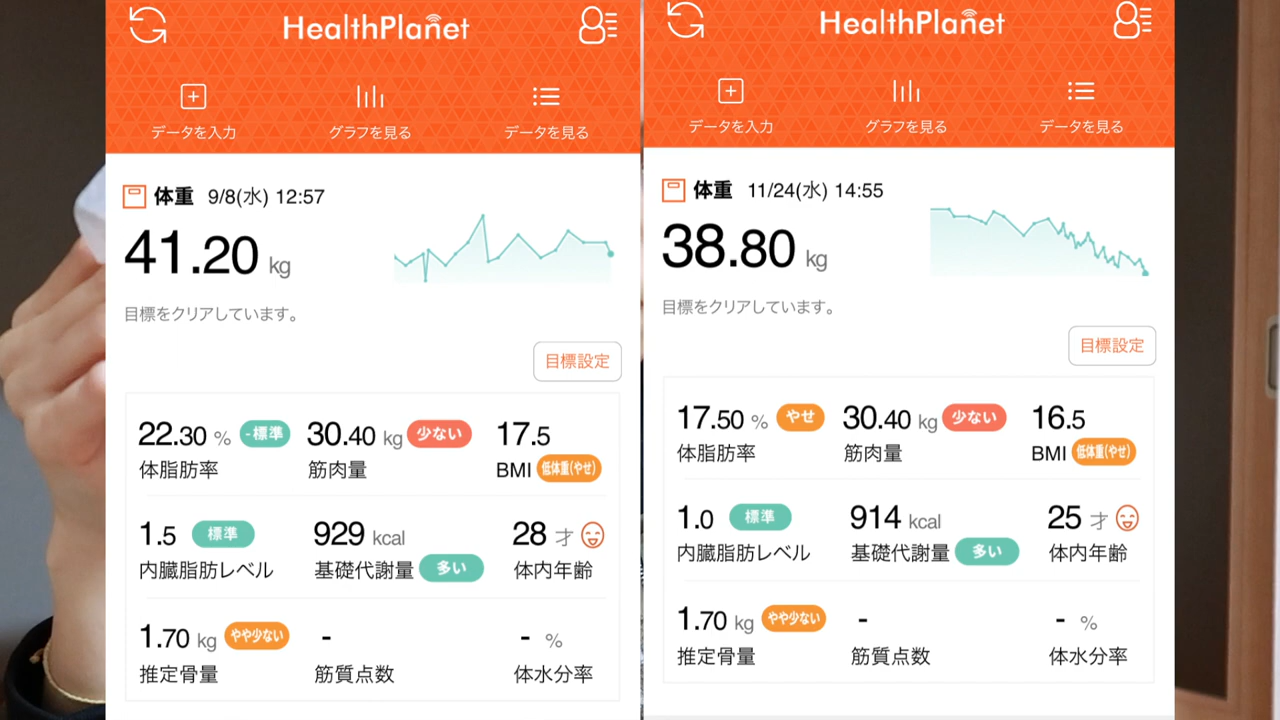 HealthPlanet
データを入力 グラフを見る データを見る
体重 9/8(水) 12:57
41.20 kg
目標をクリアしています。
目標設定
22.30 % -標準 30.40 kg 少ない 17.5
体脂肪率 筋肉量 BMI 低体重(やせ)
1.5 標準 929 kcal 28 才
内臓脂肪レベル 基礎代謝量 多い 体内年齢
1.70 kg やや少ない - - %
推定骨量 筋質点数 体水分率
HealthPlanet
データを入力 グラフを見る データを見る
体重 11/24(水) 14:55
38.80 kg
目標をクリアしています。
目標設定
17.50 % やせ 30.40 kg 少ない 16.5
体脂肪率 筋肉量 BMI 低体重(やせ)
1.0 標準 914 kcal 25 才
内臓脂肪レベル 基礎代謝量 多い 体内年齢
1.70 kg やや少ない - - %
推定骨量 筋質点数 体水分率